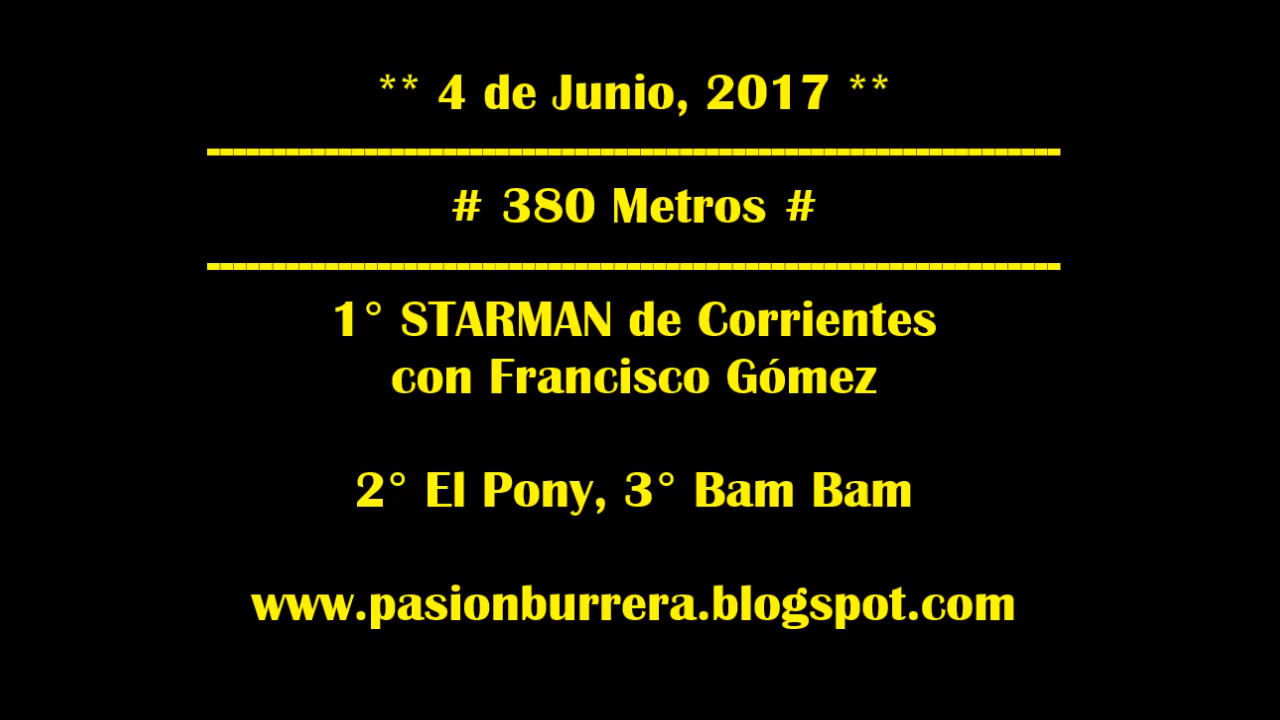 ** 4 de Junio, 2017 **
-----------------------------------------------------------------
# 380 Metros #
-----------------------------------------------------------------
1° STARMAN de Corrientes
con Francisco Gómez
2° El Pony, 3° Bam Bam
www.pasionburrera.blogspot.com